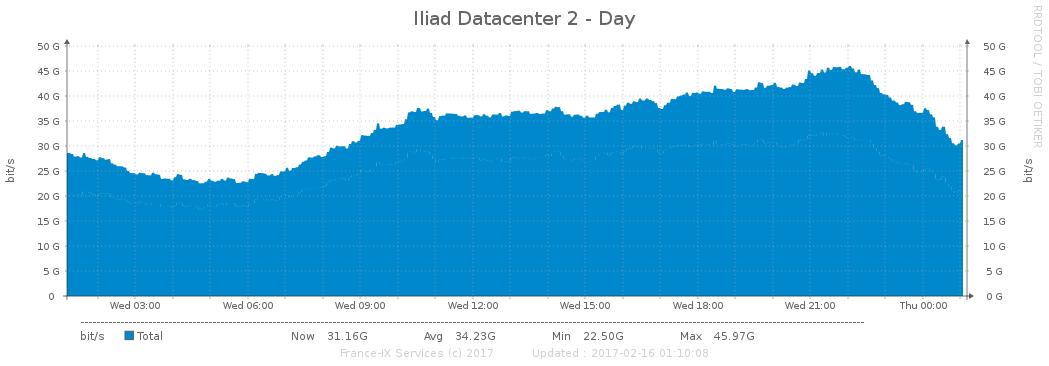 Iliad Datacenter 2 - Day
RRDTOOL / TOBI OETIKER
bit/s
50 G
45 G
40 G
35 G
30 G
25 G
20 G
15 G
10 G
5 G
0
50 G
45 G
40 G
35 G
30 G
25 G
20 G
15 G
10 G
5 G
0 G
bit/s
Wed 03:00 Wed 06:00 Wed 09:00 Wed 12:00 Wed 15:00 Wed 18:00 Wed 21:00 Thu 00:00
bit/s Total Now 31.16G Avg 34.23G Min 22.50G Max 45.97G
France-IX Services (c) 2017 Updated : 2017-02-16 01:10:08